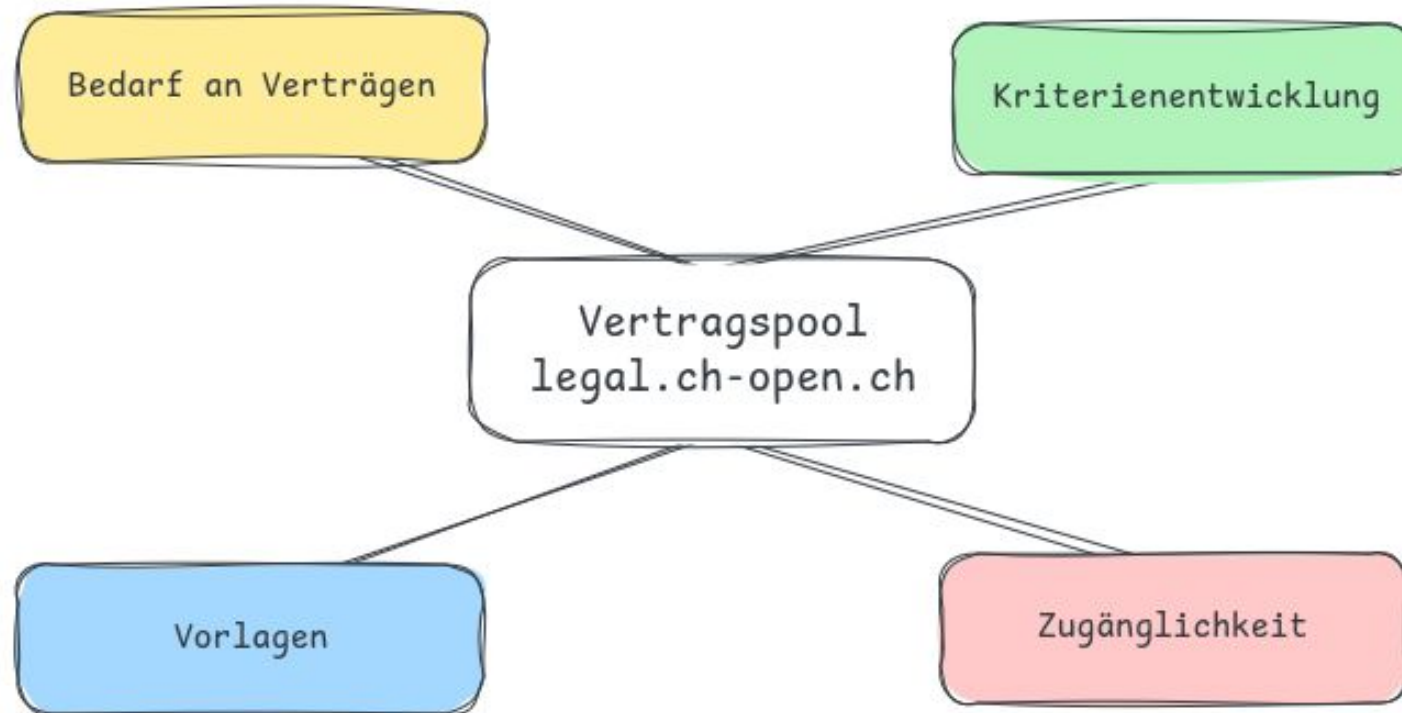 Bedarf an Verträgen
Kriterienentwicklung
Vertragspool
legal.ch-open.ch
Vorlagen
Zugänglichkeit